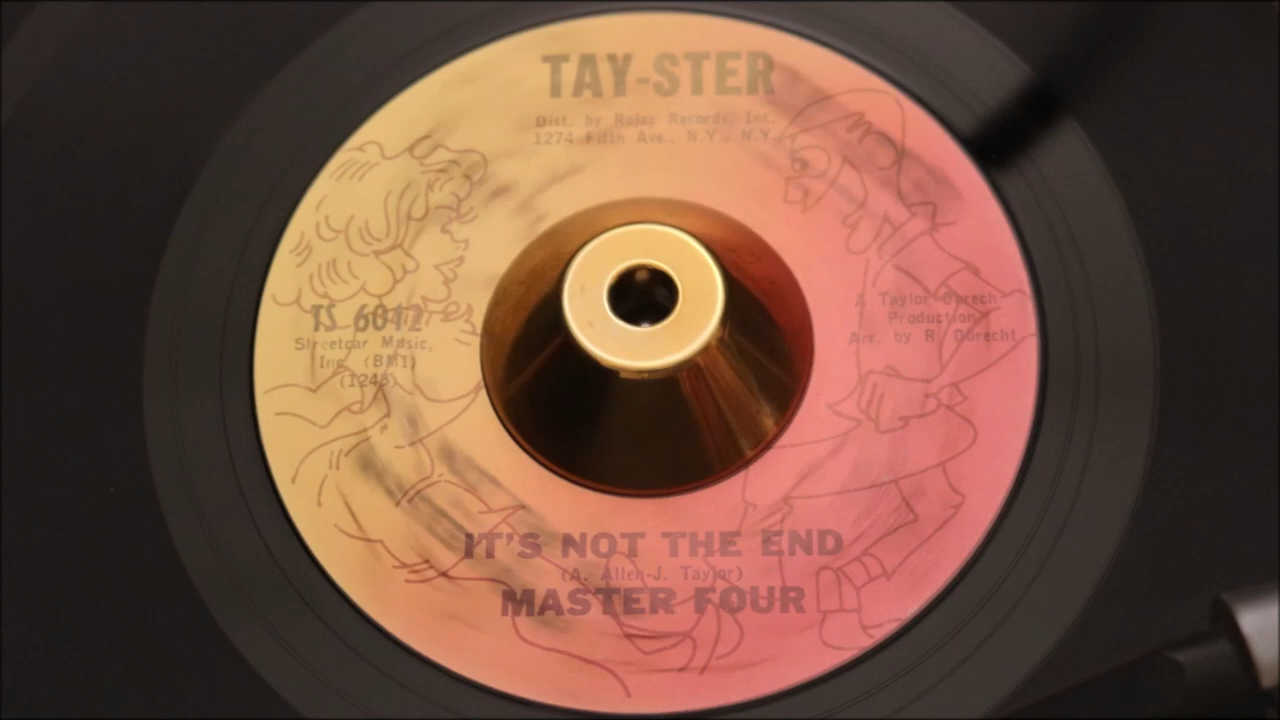 TAY-STER
Dist. by Rojac Records, Inc.
1274 Fifth Ave., N.Y., N.Y.
TS 6012
Streetcar Music,
Inc. (BMI)
(1243)
A Taylor
Production
Arr. by R. Obrecht
IT'S NOT THE END
(A. Allen-J. Taylor)
MASTER FOUR